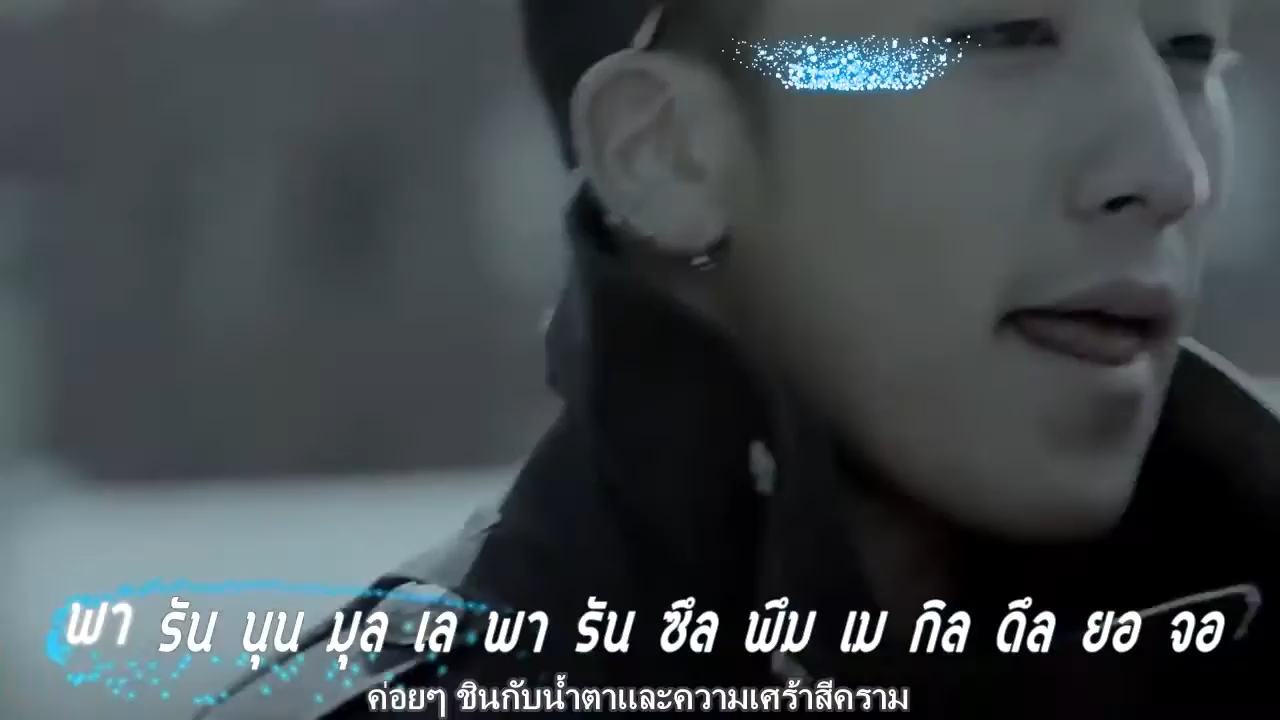 พา รัน นุน มุล เล พา รัน ซึล พึม เม กิล ดึล ยอ จอ
ค่อยๆ ชินกับน้ำตาและความเศร้าสีคราม